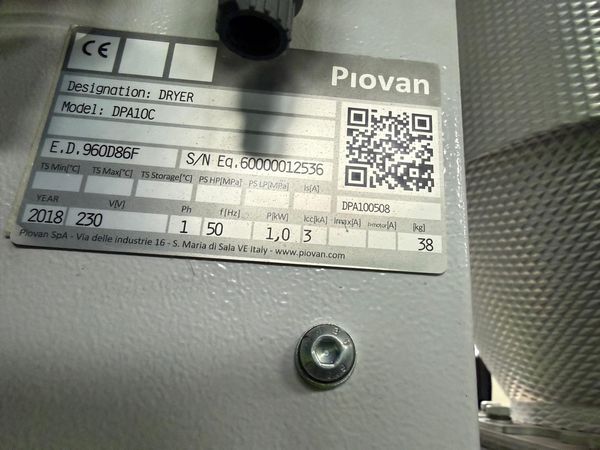 CE
Piovan
Designation: DRYER
Model: DPA10C
E.D.960D86F
S/N Eq.60000012536
TS Min[°C] TS Max[°C] TS Storage[°C] PS HP[MPa] PS LP[MPa] Is[A]
DPA100508
YEAR V[V] Ph f[Hz] P[kW] Icc[kA] Imax[A] I>motor[A] [kg]
2018 230 1 50 1,0 3 38
Piovan SpA - Via delle industrie 16 - S. Maria di Sala VE Italy - www.piovan.com